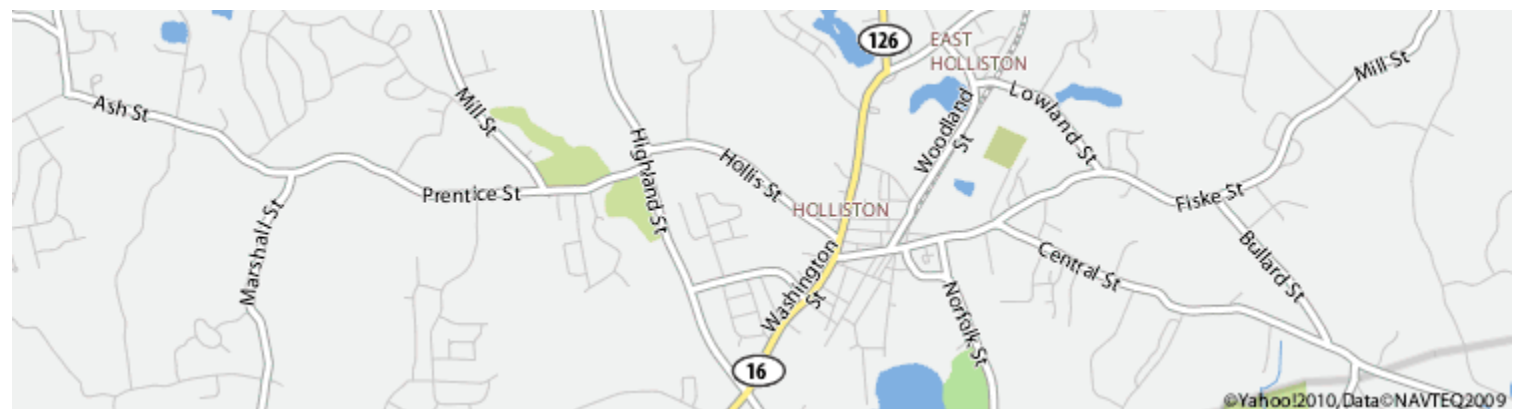 126
EAST
HOLLISTON
Mill St
Ash St
Mill St
Lowland St
Woodland
St
Highland St
Hollis St
Prentice St
Fiske St
HOLLISTON
Marshall St
Washington
St
Central St
Bullard St
Norfolk St
16
©Yahoo!2010,Data©NAVTEQ2009